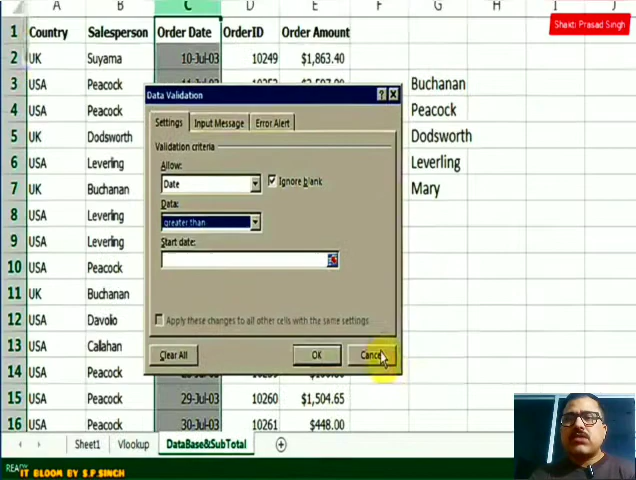 A B C D E F G H I J
1 Country Salesperson Order Date OrderID Order Amount
Shakti Prasad Singh
2 UK Suyama 10-Jul-03 10249 $1,863.40
3 USA Peacock Buchanan
4 USA Peacock Peacock
5 UK Dodsworth Dodsworth
6 USA Levering Leverling
7 UK Buchanan Mary
8 USA Levering
9 USA Levering
10 USA Peacock
11 UK Buchanan
12 USA Davolio
13 USA Calahan
14 USA Peacock
15 USA Peacock 29-Jul-03 10260 $1,504.65
16 USA Peacock 30-Jul-03 10261 $448.00
Data Validation
Settings Input Message Error Alert
Validation criteria
Allow:
Date Ignore blank
Data:
greater than
Start date:
Apply these changes to all other cells with the same settings
Clear All OK Cancel
Sheet1 Vlookup DataBase&SubTotal
READY
IT BLOOM BY S.P.SINGH